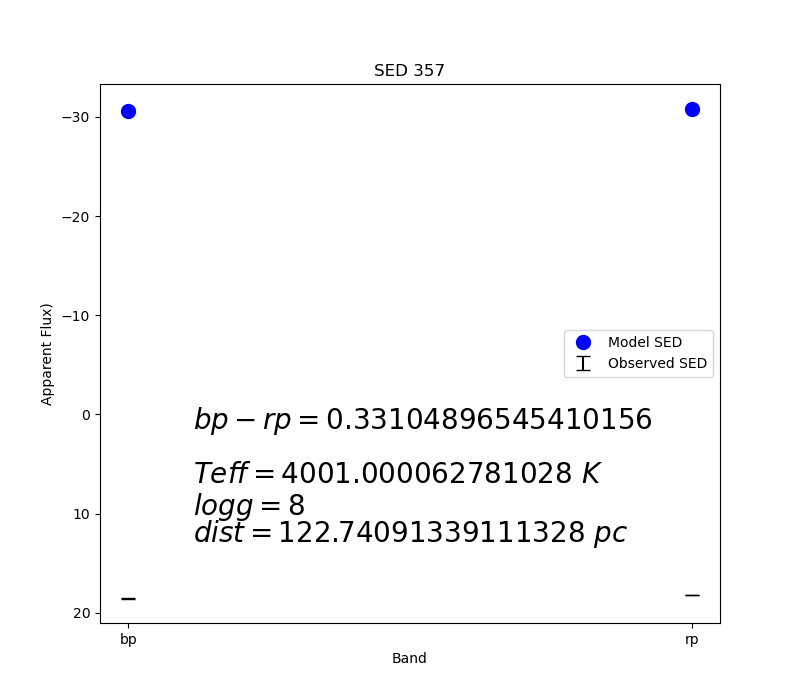 SED 357
−30
−20
−10
0
10
20
Apparent Flux)
Model SED
Observed SED
bp − rp = 0.33104896545410156
Teff = 4001.000062781028 K
logg = 8
dist = 122.74091339111328 pc
bp
rp
Band